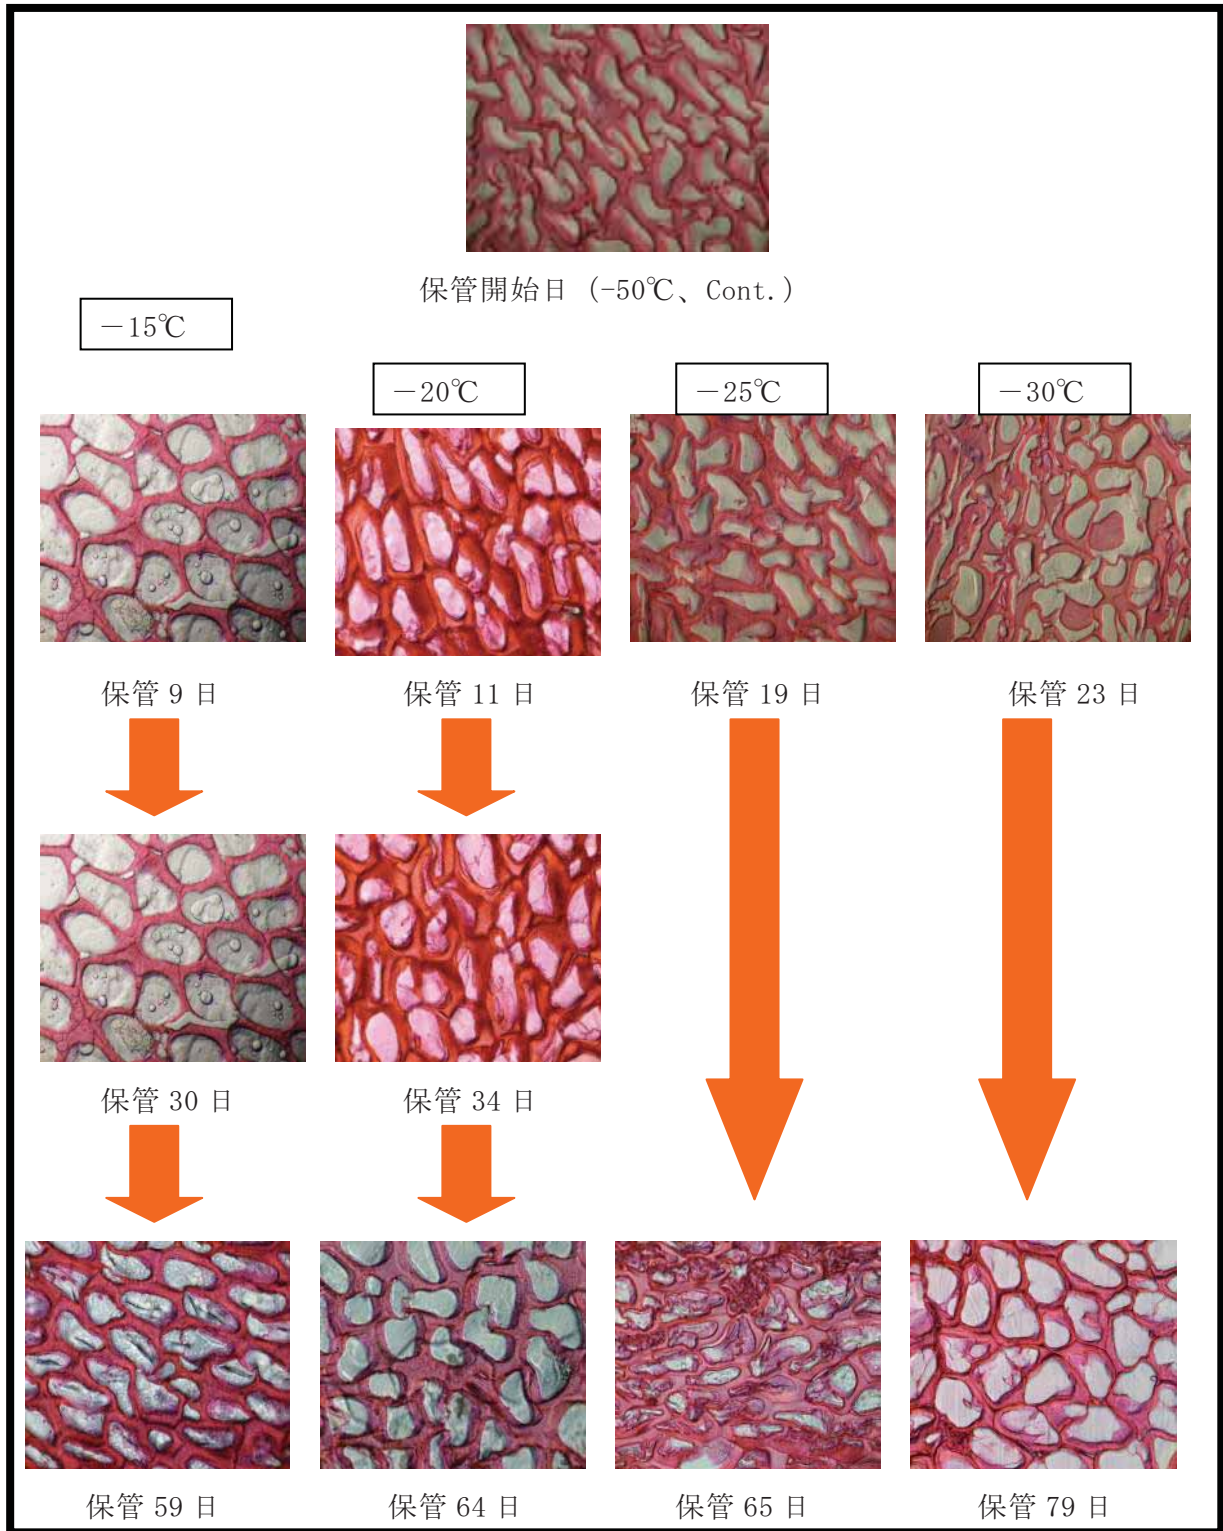 保管開始日 (-50℃、Cont.)
－15℃
－20℃
－25℃
－30℃
保管 9 日
保管 11 日
保管 19 日
保管 23 日
保管 30 日
保管 34 日
保管 59 日
保管 64 日
保管 65 日
保管 79 日